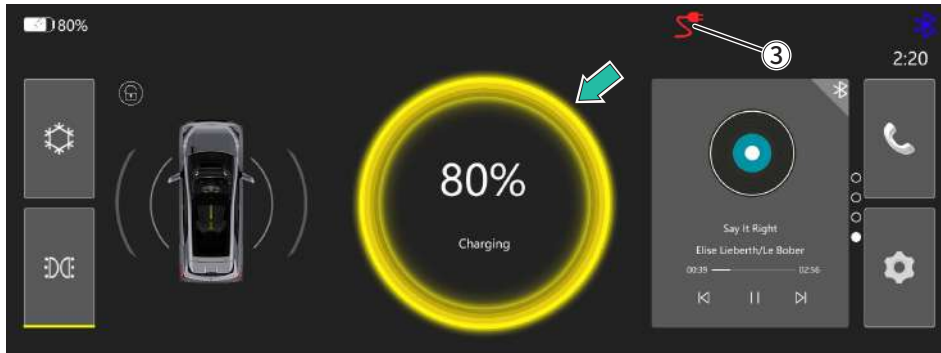 80%
③
2:20
80%
Charging
Say It Right
Elise Lieberth/Le Bober
00:39
02:56